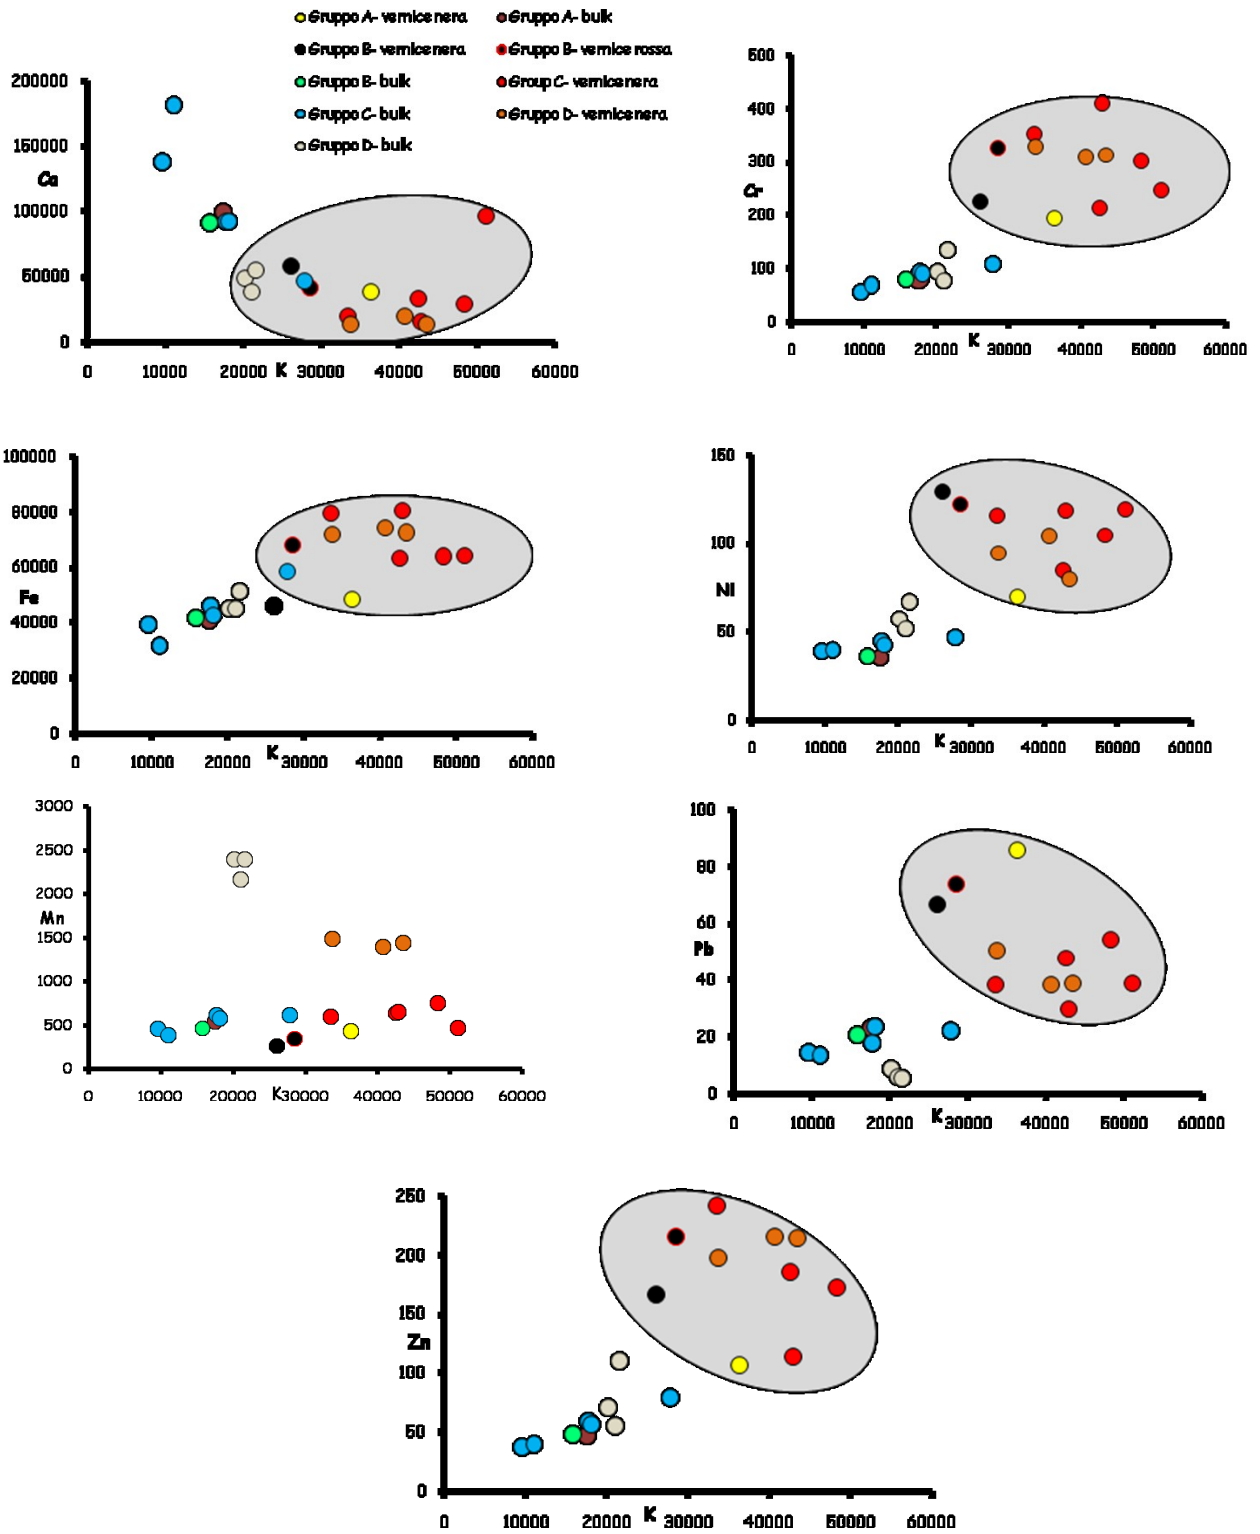 Gruppo A- vernice nera
Gruppo A- bulk
Gruppo B- vernice nera
Gruppo B- vernice rossa
Gruppo B- bulk
Group C- vernice nera
Gruppo C- bulk
Gruppo D- vernice nera
Gruppo D- bulk
200000
150000
Ca
100000
50000
0
0 10000 20000 K 30000 40000 50000 60000
500
400
300
Cr
200
100
0
0 10000 20000 K 30000 40000 50000 60000
100000
80000
60000
Fe
40000
20000
0
0 10000 20000 K 30000 40000 50000 60000
150
100
Ni
50
0
0 10000 20000 K 30000 40000 50000 60000
3000
2500
2000
Mn
1500
1000
500
0
0 10000 20000 K 30000 40000 50000 60000
100
80
60
Pb
40
20
0
0 10000 20000 K 30000 40000 50000 60000
250
200
150
Zn
100
50
0
0 10000 20000 K 30000 40000 50000 60000